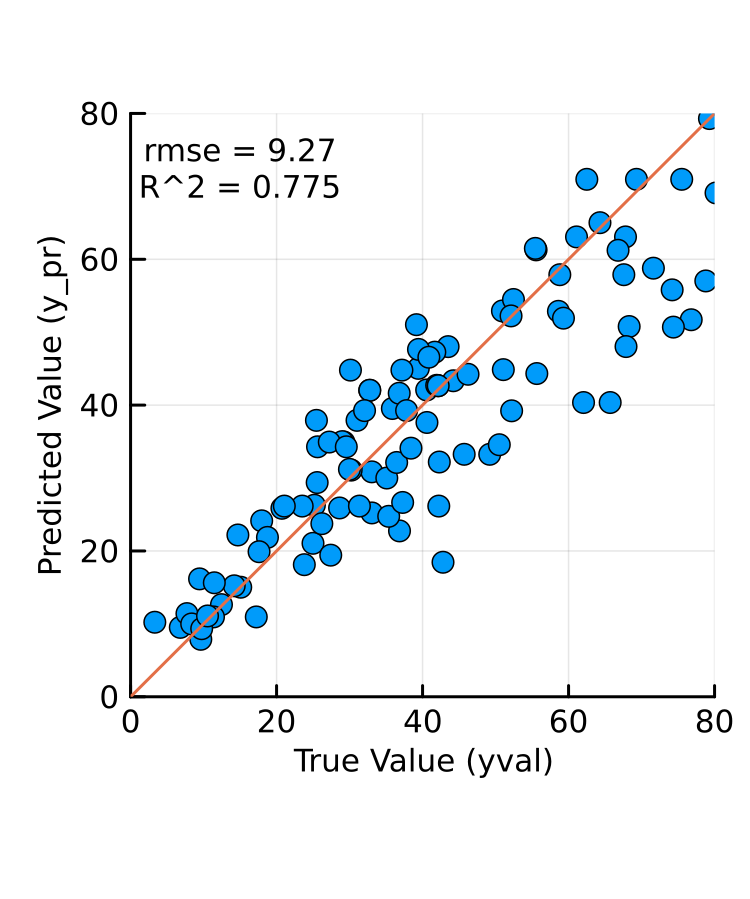 80
rmse = 9.27
R^2 = 0.775
60
40
20
0
0 20 40 60 80
True Value (yval)
Predicted Value (y_pr)